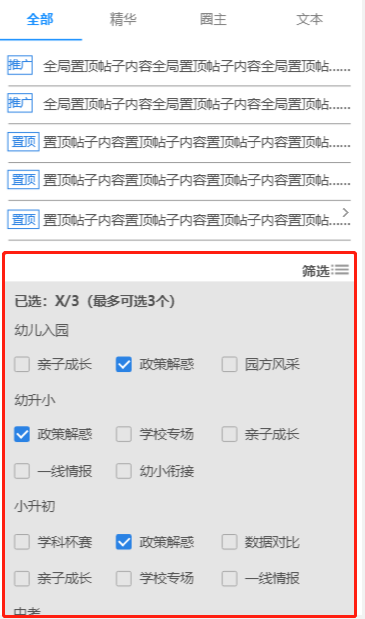 全部 精华 圈主 文本
推广 全局置顶帖子内容全局置顶帖子内容全局置顶帖......
推广 全局置顶帖子内容全局置顶帖子内容全局置顶帖......
置顶 置顶帖子内容置顶帖子内容置顶帖子内容置顶帖......
置顶 置顶帖子内容置顶帖子内容置顶帖子内容置顶帖......
置顶 置顶帖子内容置顶帖子内容置顶帖子内容置顶帖......
筛选
已选：X/3（最多可选3个）
幼儿入园
亲子成长 政策解惑 园方风采
幼升小
政策解惑 学校专场 亲子成长
一线情报 幼小衔接
小升初
学科杯赛 政策解惑 数据对比
亲子成长 学校专场 一线情报
中考